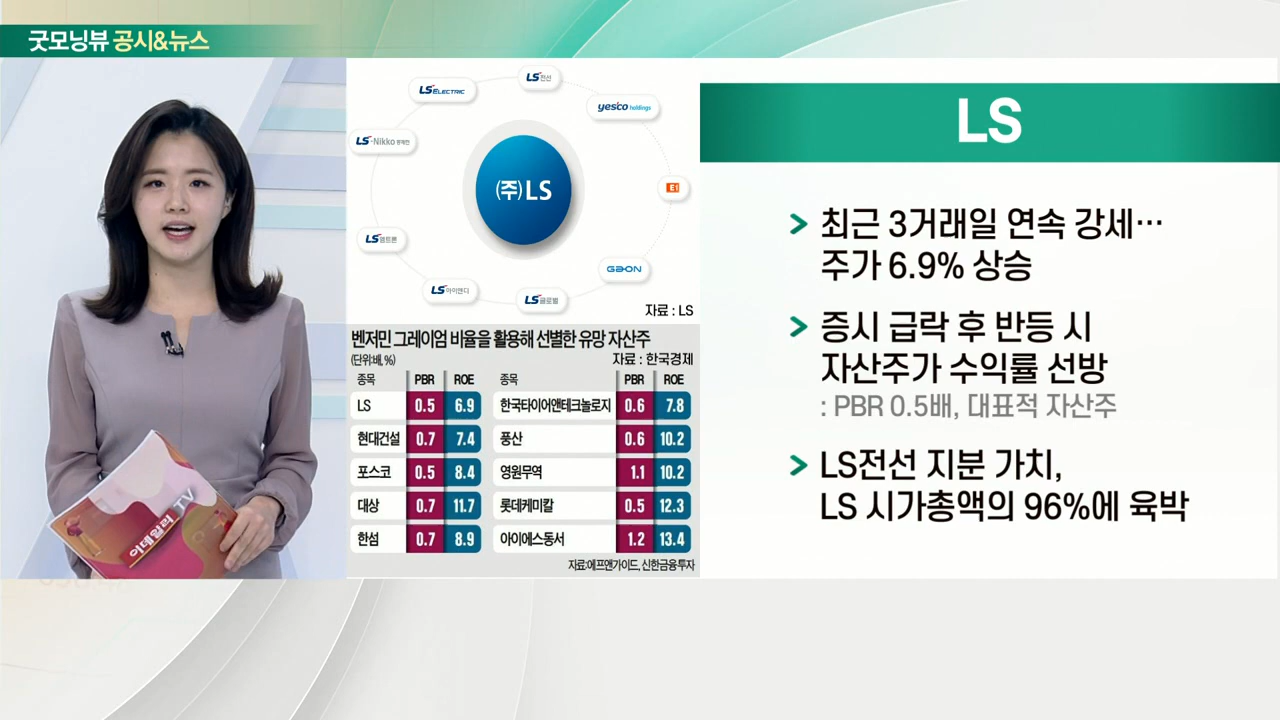 굿모닝뷰 공시&뉴스
LS ELECTRIC
LS전선
yesco holdings
LS-Nikko 동제련
E1
(주)LS
LS엠트론
GAON
LS아이앤디
LS글로벌
자료 : LS
벤저민 그레이엄 비율을 활용해 선별한 유망 자산주
(단위:배, %)
자료 : 한국경제
종목 PBR ROE 종목 PBR ROE
LS 0.5 6.9 한국타이어앤테크놀로지 0.6 7.8
현대건설 0.7 7.4 풍산 0.6 10.2
포스코 0.5 8.4 영원무역 1.1 10.2
대상 0.7 11.7 롯데케미칼 0.5 12.3
한섬 0.7 8.9 아이에스동서 1.2 13.4
자료:에프앤가이드, 신한금융투자
이데일리 TV
LS
최근 3거래일 연속 강세…
주가 6.9% 상승
증시 급락 후 반등 시
자산주가 수익률 선방
: PBR 0.5배, 대표적 자산주
LS전선 지분 가치,
LS 시가총액의 96%에 육박